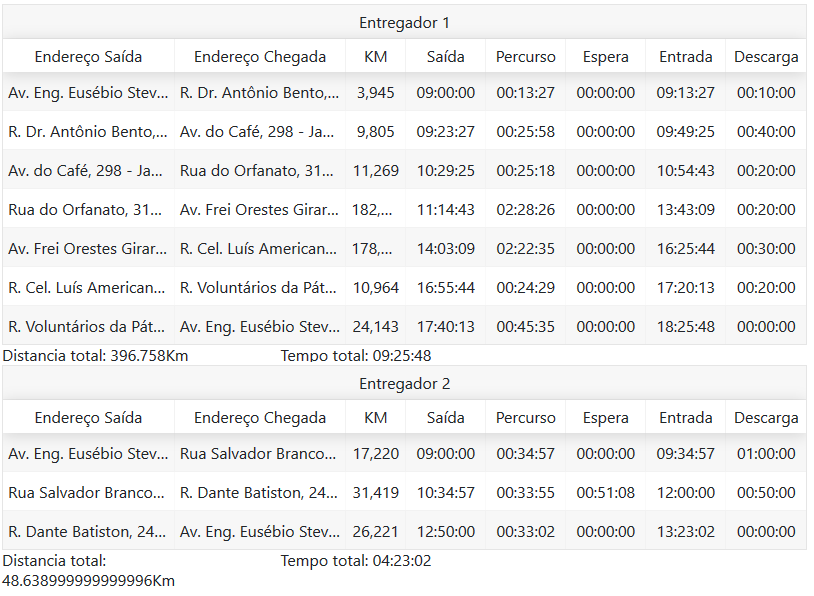 Entregador 1
Endereço Saída Endereço Chegada KM Saída Percurso Espera Entrada Descarga
Av. Eng. Eusébio Stev... R. Dr. Antônio Bento,... 3,945 09:00:00 00:13:27 00:00:00 09:13:27 00:10:00
R. Dr. Antônio Bento,... Av. do Café, 298 - Ja... 9,805 09:23:27 00:25:58 00:00:00 09:49:25 00:40:00
Av. do Café, 298 - Ja... Rua do Orfanato, 31... 11,269 10:29:25 00:25:18 00:00:00 10:54:43 00:20:00
Rua do Orfanato, 31... Av. Frei Orestes Girar... 182,... 11:14:43 02:28:26 00:00:00 13:43:09 00:20:00
Av. Frei Orestes Girar... R. Cel. Luís American... 178,... 14:03:09 02:22:35 00:00:00 16:25:44 00:30:00
R. Cel. Luís American... R. Voluntários da Pát... 10,964 16:55:44 00:24:29 00:00:00 17:20:13 00:20:00
R. Voluntários da Pát... Av. Eng. Eusébio Stev... 24,143 17:40:13 00:45:35 00:00:00 18:25:48 00:00:00
Distancia total: 396.758Km Tempo total: 09:25:48
Entregador 2
Endereço Saída Endereço Chegada KM Saída Percurso Espera Entrada Descarga
Av. Eng. Eusébio Stev... Rua Salvador Branco... 17,220 09:00:00 00:34:57 00:00:00 09:34:57 01:00:00
Rua Salvador Branco... R. Dante Batiston, 24... 31,419 10:34:57 00:33:55 00:51:08 12:00:00 00:50:00
R. Dante Batiston, 24... Av. Eng. Eusébio Stev... 26,221 12:50:00 00:33:02 00:00:00 13:23:02 00:00:00
Distancia total: Tempo total: 04:23:02
48.638999999999996Km